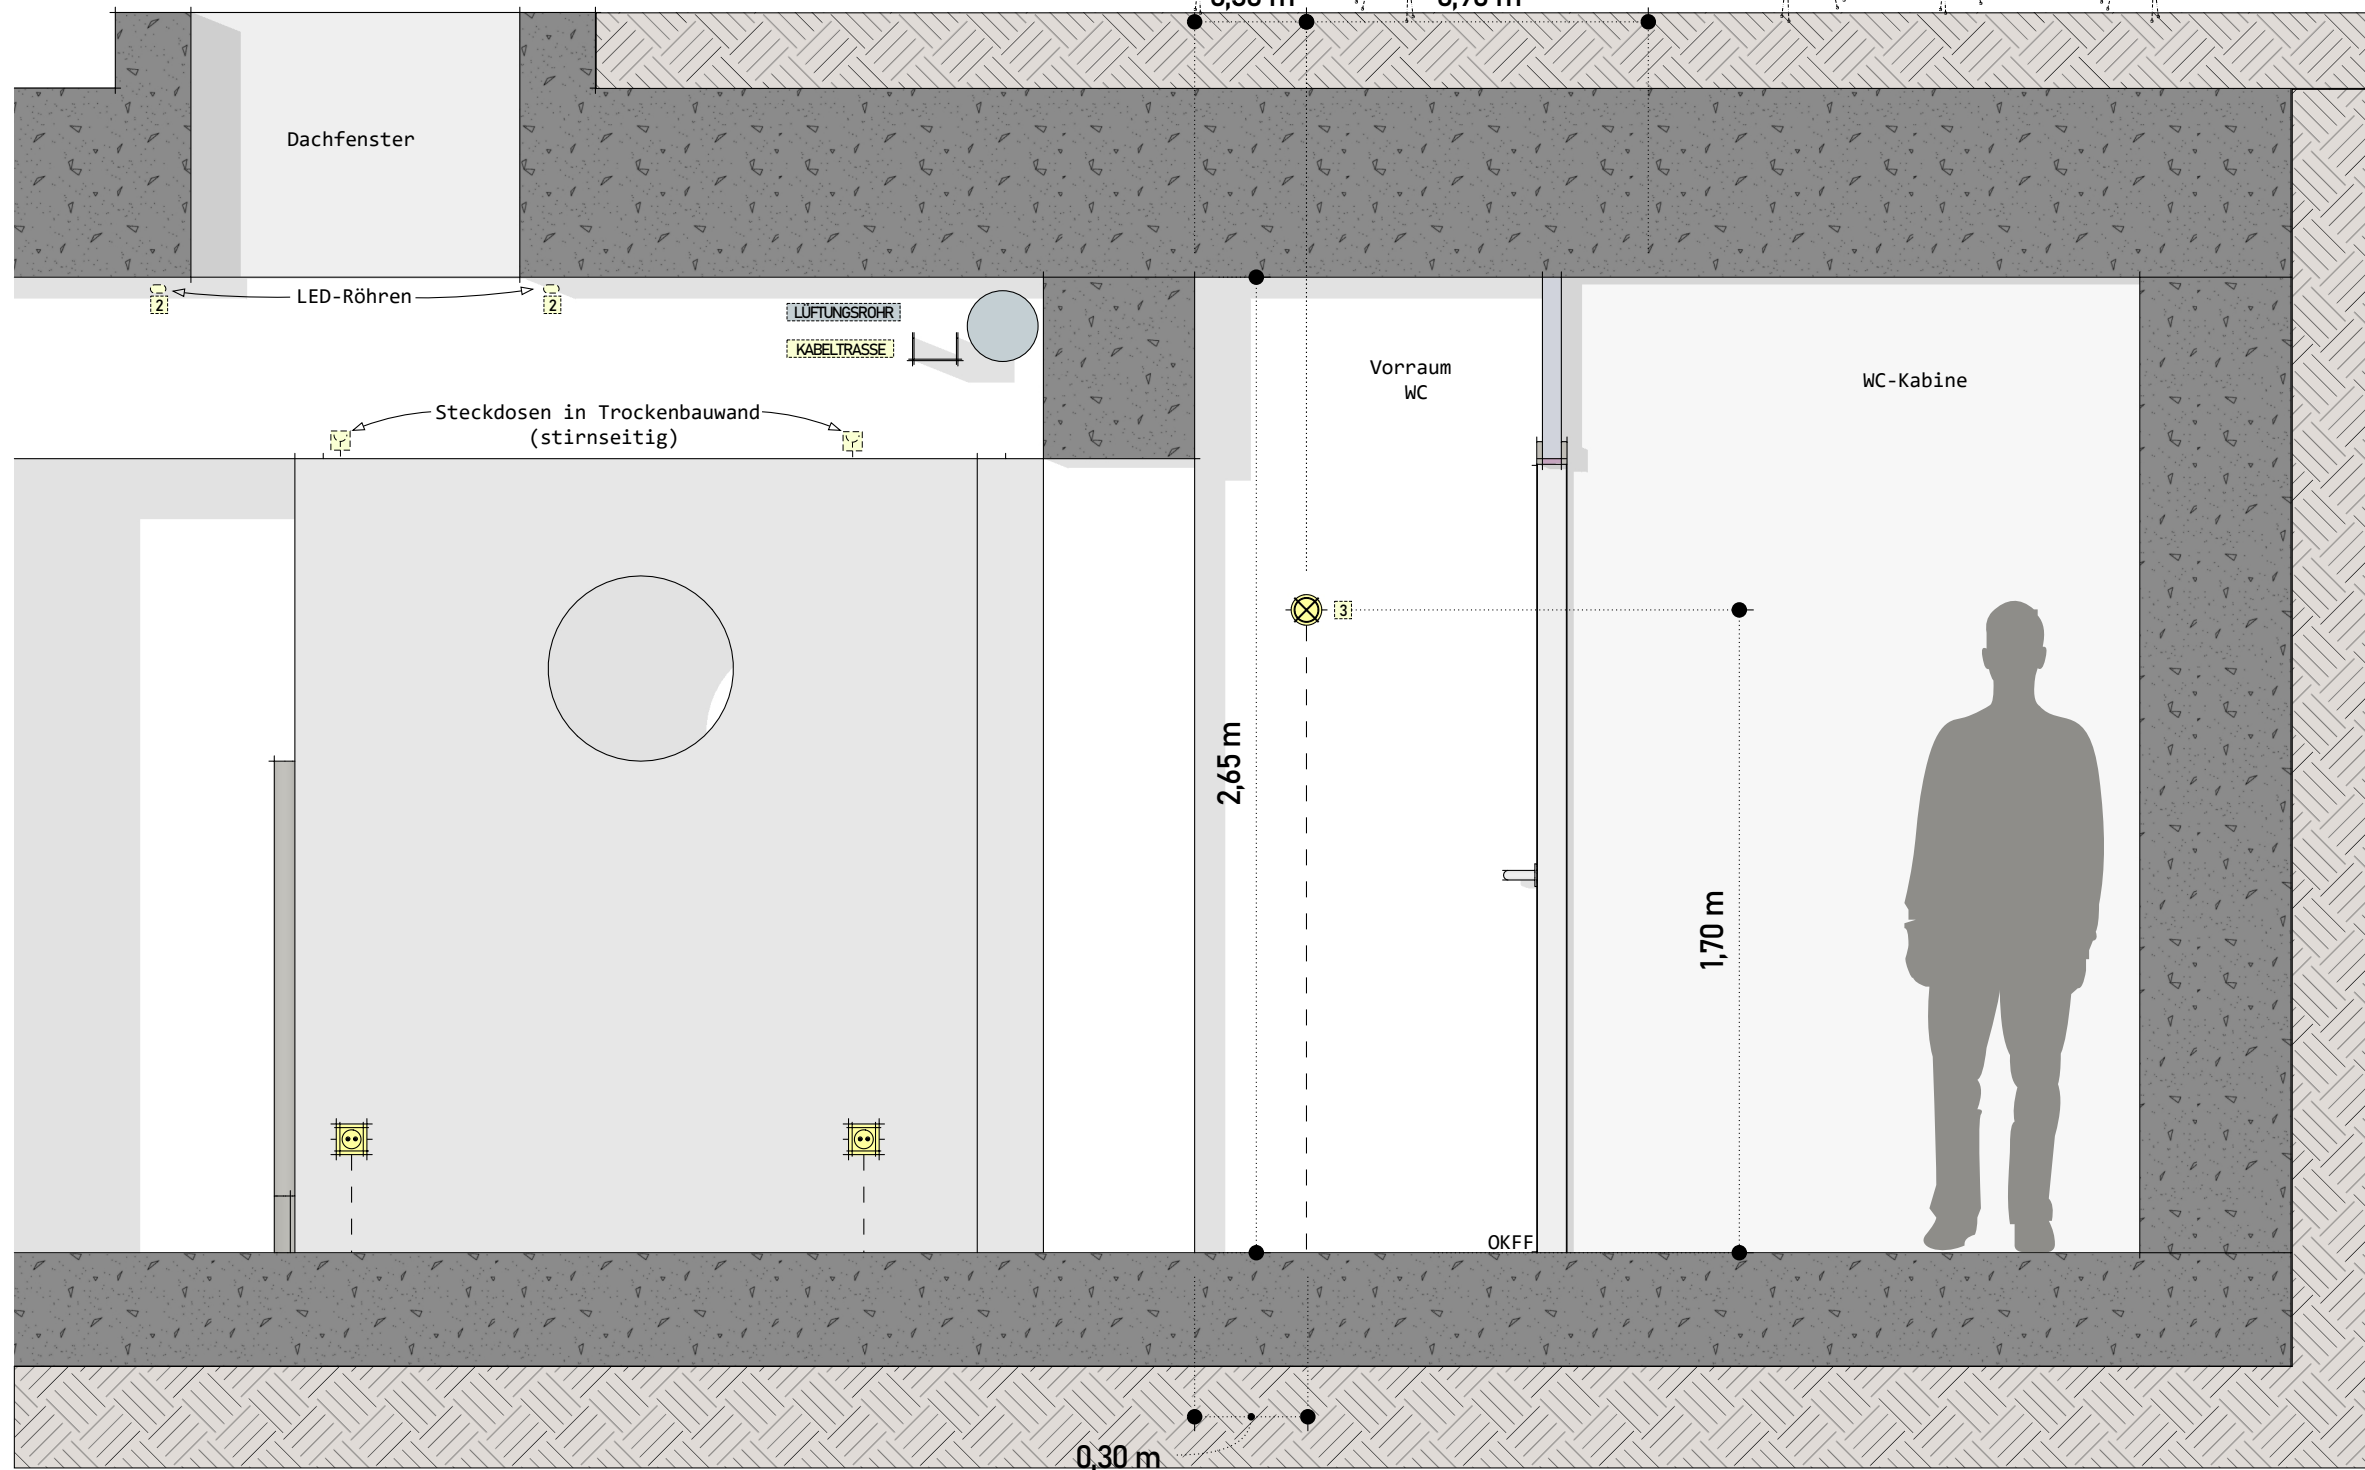 Dachfenster
LED-Röhren
2
2
LÜFTUNGSROHR
KABELTRASSE
Vorraum
WC
WC-Kabine
Steckdosen in Trockenbauwand
(stirnseitig)
3
2,65 m
1,70 m
OKFF
0,30 m